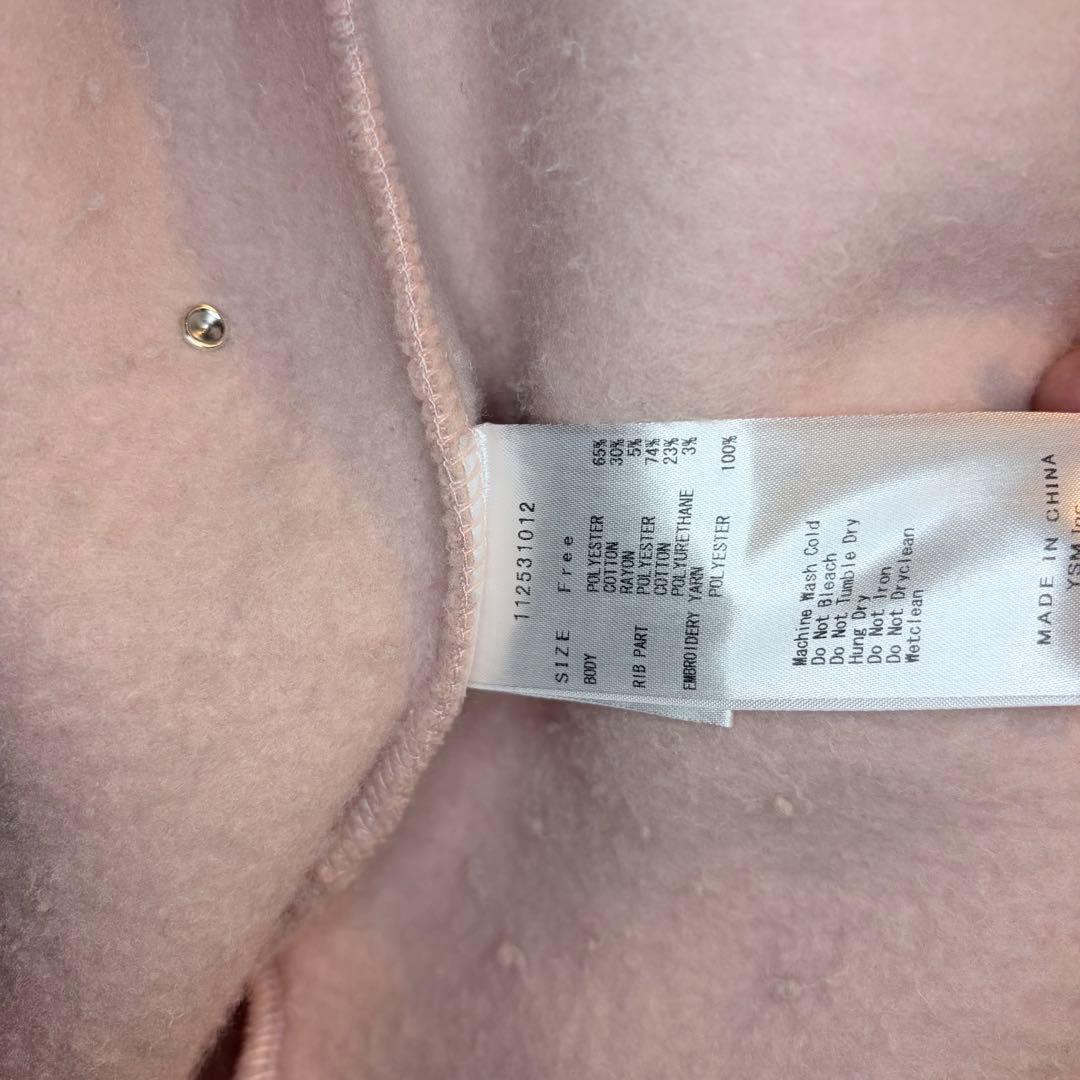 112531012
SIZE Free
BODY POLYESTER 65%
COTTON 30%
RAYON 5%
RIB PART POLYESTER 74%
COTTON 23%
POLYURETHANE 3%
EMBROIDERY YARN
POLYESTER 100%
Machine Wash Cold
Do Not Bleach
Do Not Tumble Dry
Hung Dry
Do Not Iron
Do Not Dryclean
Wetclean
MADE IN CHINA
YSM Inc